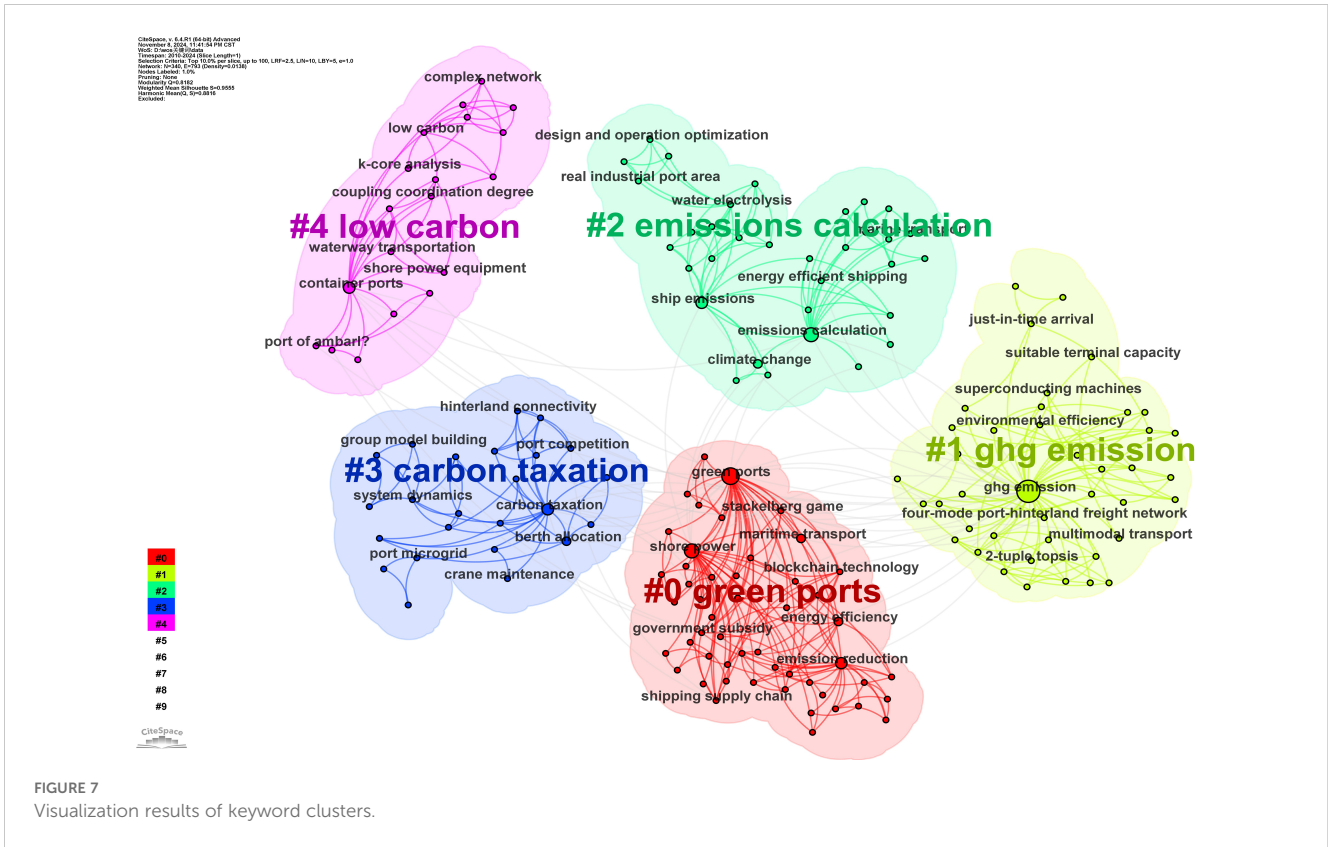 CiteSpace, v. 6.4.R1 (64-bit) Advanced
November 8, 2024, 11:41:54 PM CST
Timespan: 2010-2024 (Slice Length=1)
Selection Criteria: Top 10.0% per slice, up to 100, LRF=2.5, L/N=10, LBY=5, e=1.0
Network: N=340, E=793 (Density=0.0138)
Nodes Labeled: 1.0%
Pruning: None
Modularity Q=0.8182
Weighted Mean Silhouette S=0.9555
Harmonic Mean(Q, S)=0.8816
Excluded:
complex network
low carbon
k-core analysis
coupling coordination degree
#4 low carbon
waterway transportation
shore power equipment
container ports
port of ambarl?
design and operation optimization
real industrial port area
water electrolysis
#2 emissions calculation
marine transport
energy efficient shipping
ship emissions
emissions calculation
climate change
just-in-time arrival
suitable terminal capacity
superconducting machines
environmental efficiency
#1 ghg emission
ghg emission
four-mode port-hinterland freight network
multimodal transport
2-tuple topsis
hinterland connectivity
group model building
port competition
#3 carbon taxation
system dynamics
carbon taxation
berth allocation
port microgrid
crane maintenance
green ports
stackelberg game
maritime transport
shore power
blockchain technology
#0 green ports
energy efficiency
government subsidy
emission reduction
shipping supply chain
#0
#1
#2
#3
#4
#5
#6
#7
#8
#9
CiteSpace
FIGURE 7
Visualization results of keyword clusters.